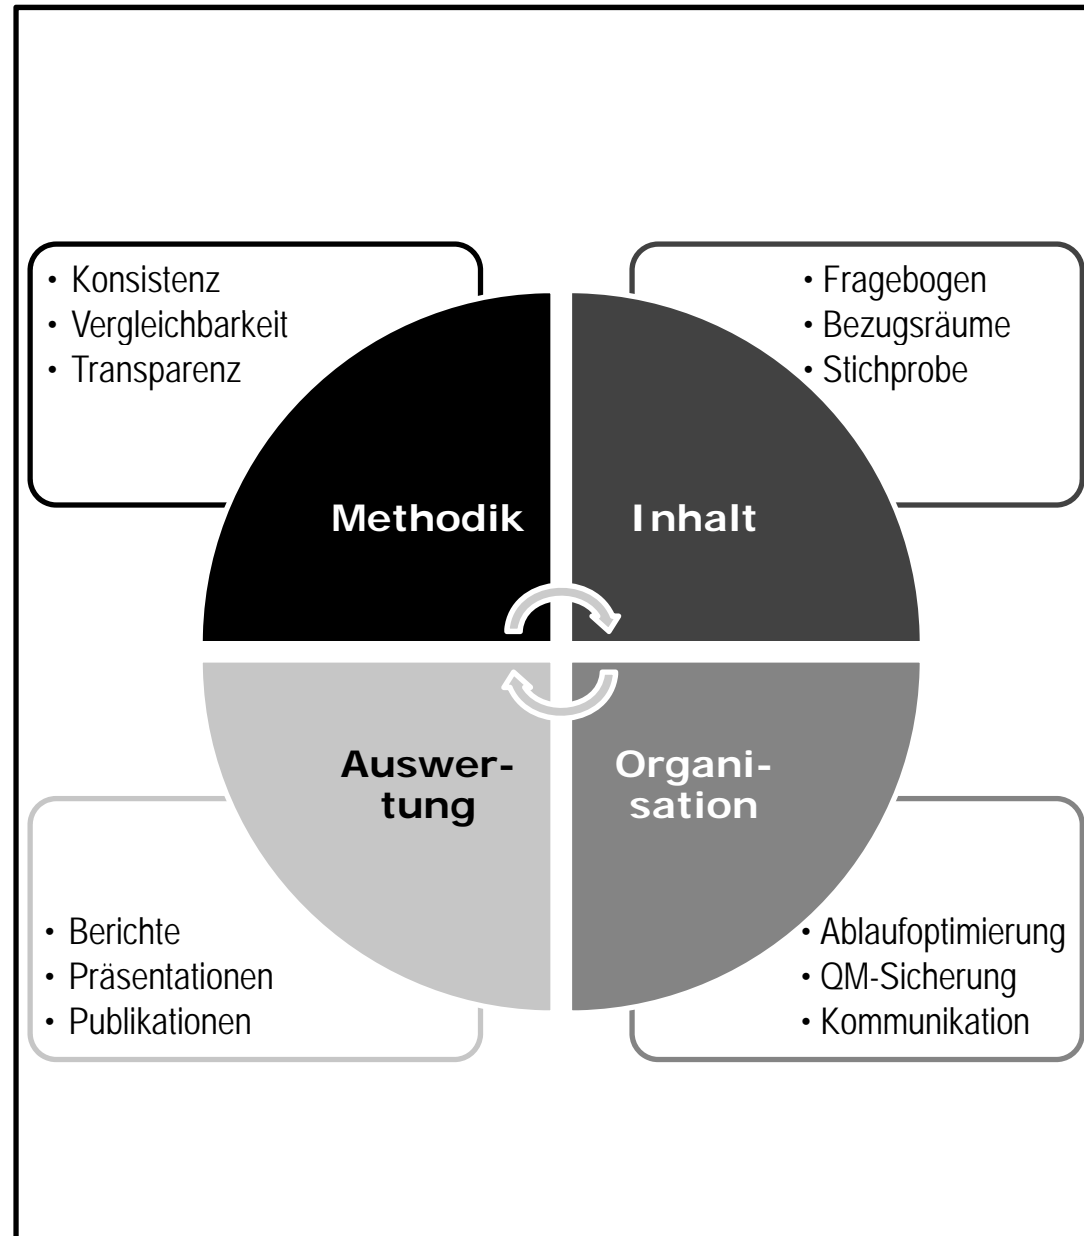 • Konsistenz
• Vergleichbarkeit
• Transparenz
• Fragebogen
• Bezugsräume
• Stichprobe
Methodik
Inhalt
Auswer-
tung
Organi-
sation
• Berichte
• Präsentationen
• Publikationen
• Ablaufoptimierung
• QM-Sicherung
• Kommunikation